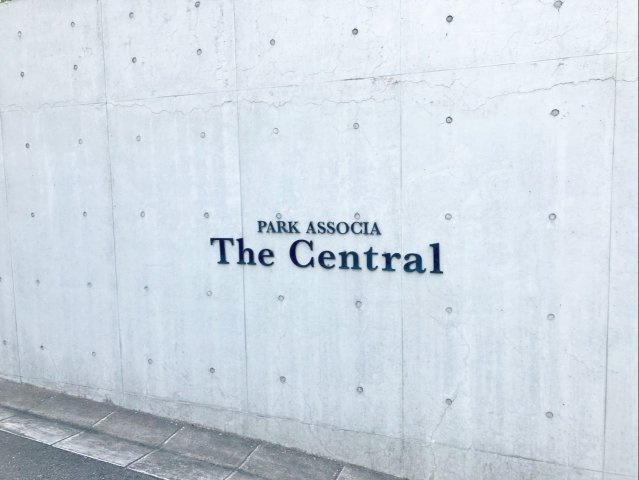 PARK ASSOCIA
The Central